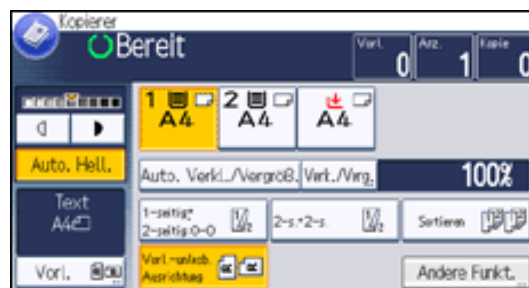 Kopierer
Bereit
Vorl. 0 Anz. 1 Kopie 0
1 A4
2 A4
A4
Auto. Hell.
Auto. Verkl./Vergröß. Verk./Verg. 100%
Text
A4
1-seitig→
2-seitig:O-O
2-s.→2-s.
Sortieren
Vorl.
Vorl.-unlesb.
Ausrichtung
Andere Funkt.